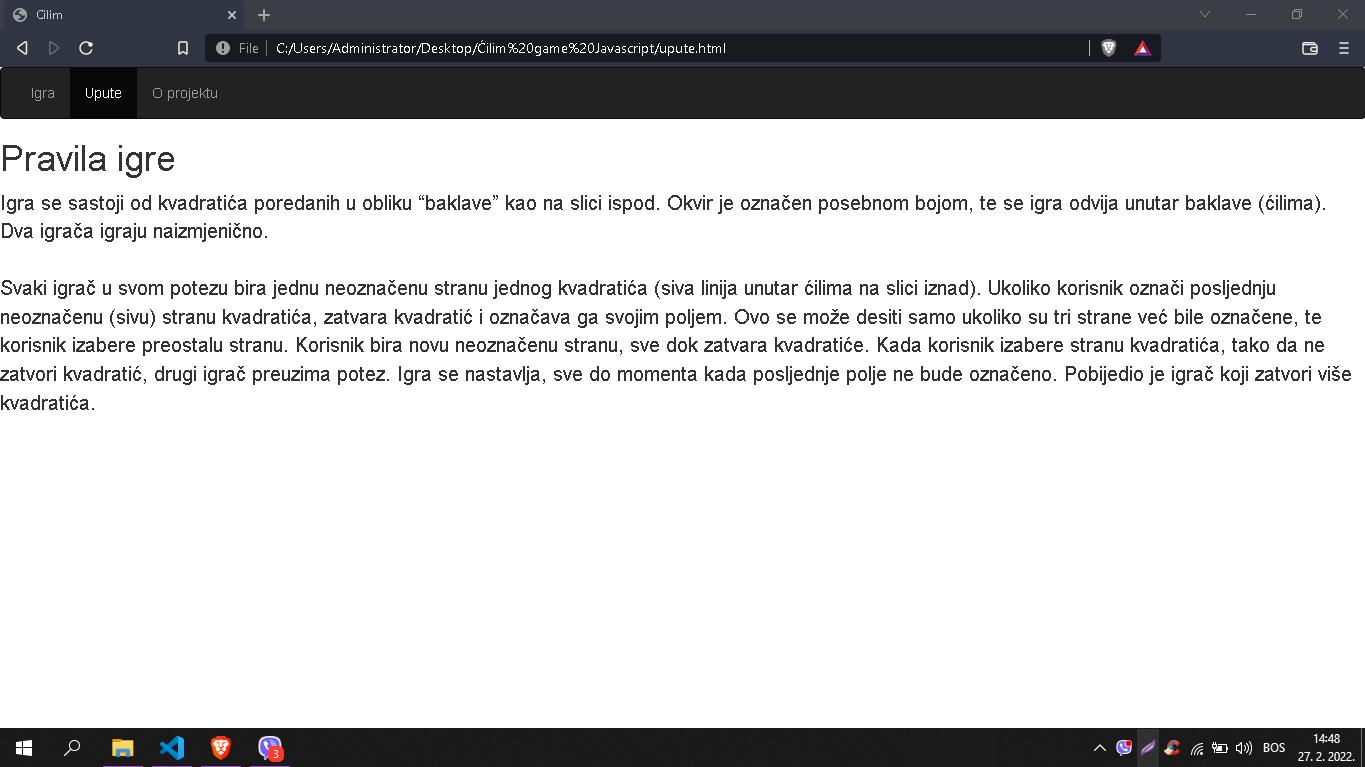 Cilim
File
C:/Users/Administrator/Desktop/Ćilim%20game%20Javascript/upute.html
Igra
Upute
O projektu
Pravila igre
Igra se sastoji od kvadratića poredanih u obliku “baklave” kao na slici ispod. Okvir je označen posebnom bojom, te se igra odvija unutar baklave (ćilima).
Dva igrača igraju naizmjenično.
Svaki igrač u svom potezu bira jednu neoznačenu stranu jednog kvadratića (siva linija unutar ćilima na slici iznad). Ukoliko korisnik označi posljednju
neoznačenu (sivu) stranu kvadratića, zatvara kvadratić i označava ga svojim poljem. Ovo se može desiti samo ukoliko su tri strane već bile označene, te
korisnik izabere preostalu stranu. Korisnik bira novu neoznačenu stranu, sve dok zatvara kvadratiće. Kada korisnik izabere stranu kvadratića, tako da ne
zatvori kvadratić, drugi igrač preuzima potez. Igra se nastavlja, sve do momenta kada posljednje polje ne bude označeno. Pobijedio je igrač koji zatvori više
kvadratića.
3
BOS
14:48
27. 2. 2022.